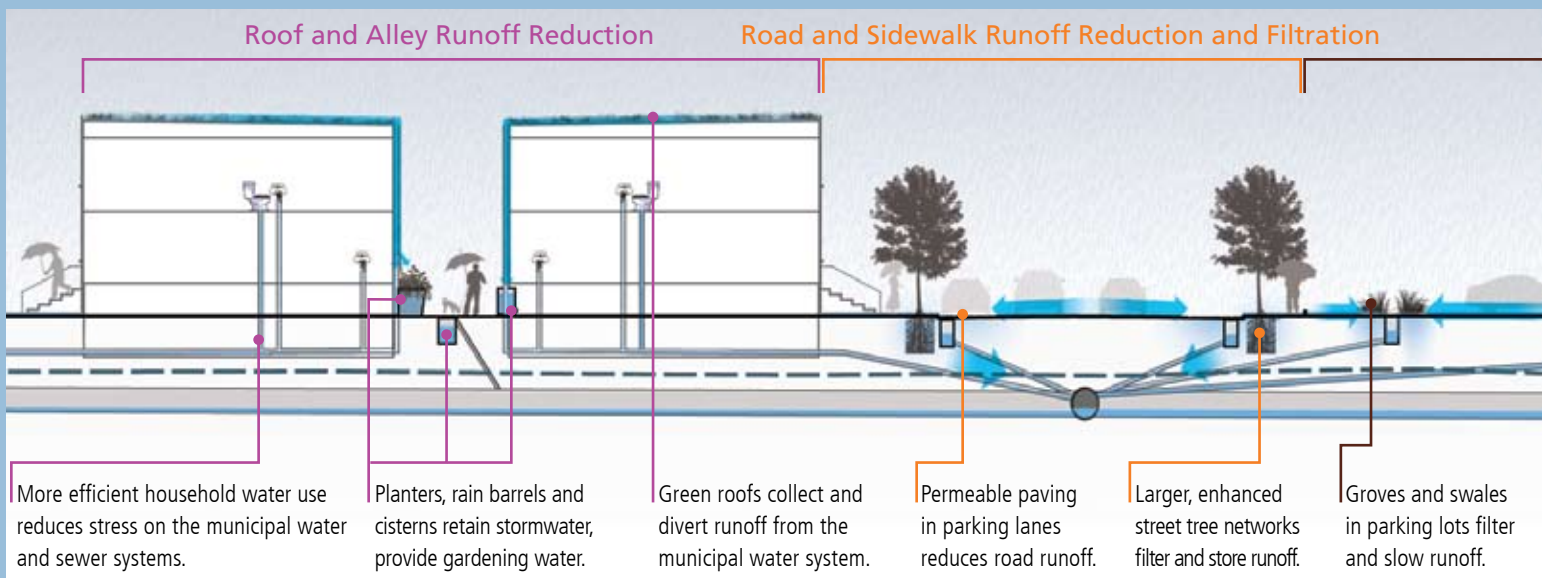 Roof and Alley Runoff Reduction
Road and Sidewalk Runoff Reduction and Filtration
More efficient household water use
reduces stress on the municipal water
and sewer systems.
Planters, rain barrels and
cisterns retain stormwater,
provide gardening water.
Green roofs collect and
divert runoff from the
municipal water system.
Permeable paving
in parking lanes
reduces road runoff.
Larger, enhanced
street tree networks
filter and store runoff.
Groves and swales
in parking lots filter
and slow runoff.